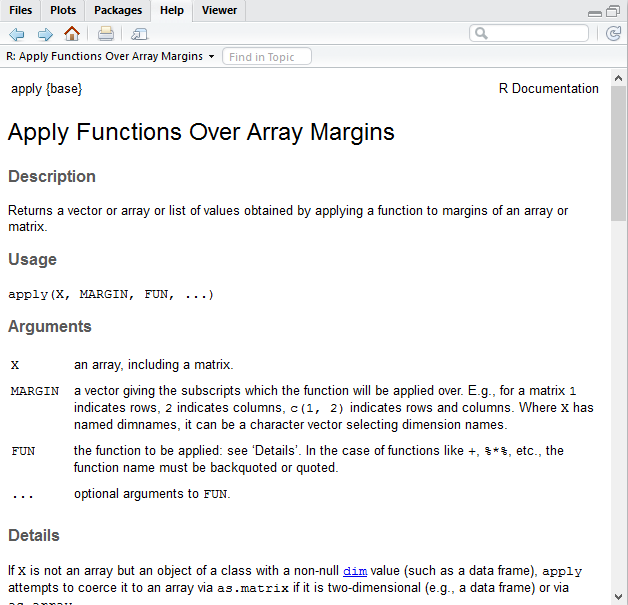 Files Plots Packages Help Viewer
R: Apply Functions Over Array Margins Find in Topic
apply {base} R Documentation
Apply Functions Over Array Margins
Description
Returns a vector or array or list of values obtained by applying a function to margins of an array or
matrix.
Usage
apply(X, MARGIN, FUN, ...)
Arguments
X an array, including a matrix.
MARGIN a vector giving the subscripts which the function will be applied over. E.g., for a matrix 1
indicates rows, 2 indicates columns, c(1, 2) indicates rows and columns. Where X has
named dimnames, it can be a character vector selecting dimension names.
FUN the function to be applied: see ‘Details’. In the case of functions like +, %*%, etc., the
function name must be backquoted or quoted.
... optional arguments to FUN.
Details
If X is not an array but an object of a class with a non-null dim value (such as a data frame), apply
attempts to coerce it to an array via as.matrix if it is two-dimensional (e.g., a data frame) or via
as.array